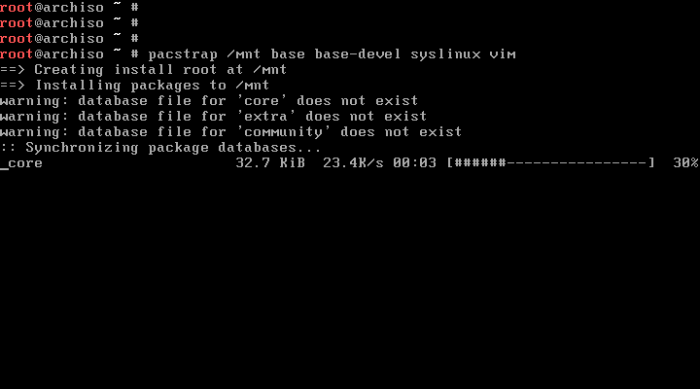 root@archiso ~ #
root@archiso ~ #
root@archiso ~ #
root@archiso ~ # pacstrap /mnt base base-devel syslinux vim
==> Creating install root at /mnt
==> Installing packages to /mnt
warning: database file for 'core' does not exist
warning: database file for 'extra' does not exist
warning: database file for 'community' does not exist
:: Synchronizing package databases...
_core 32.7 KiB 23.4K/s 00:03 [######----------------] 30%